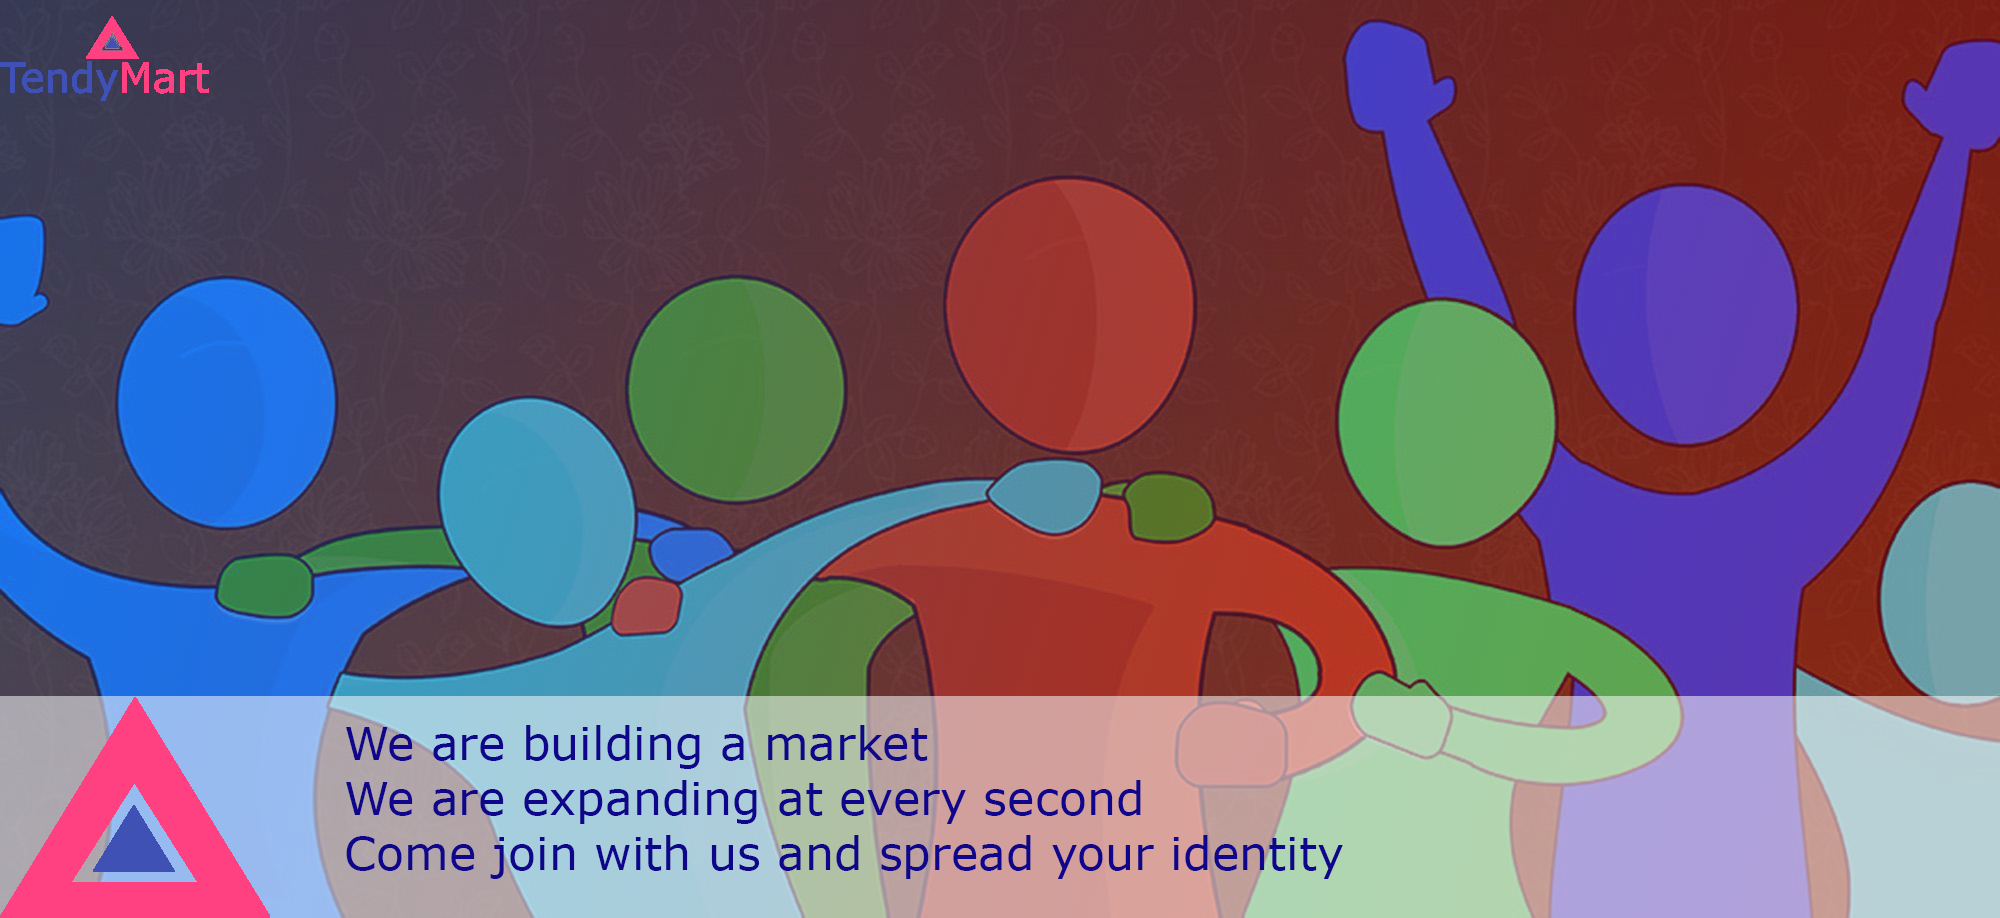 TendyMart
We are building a market
We are expanding at every second
Come join with us and spread your identity